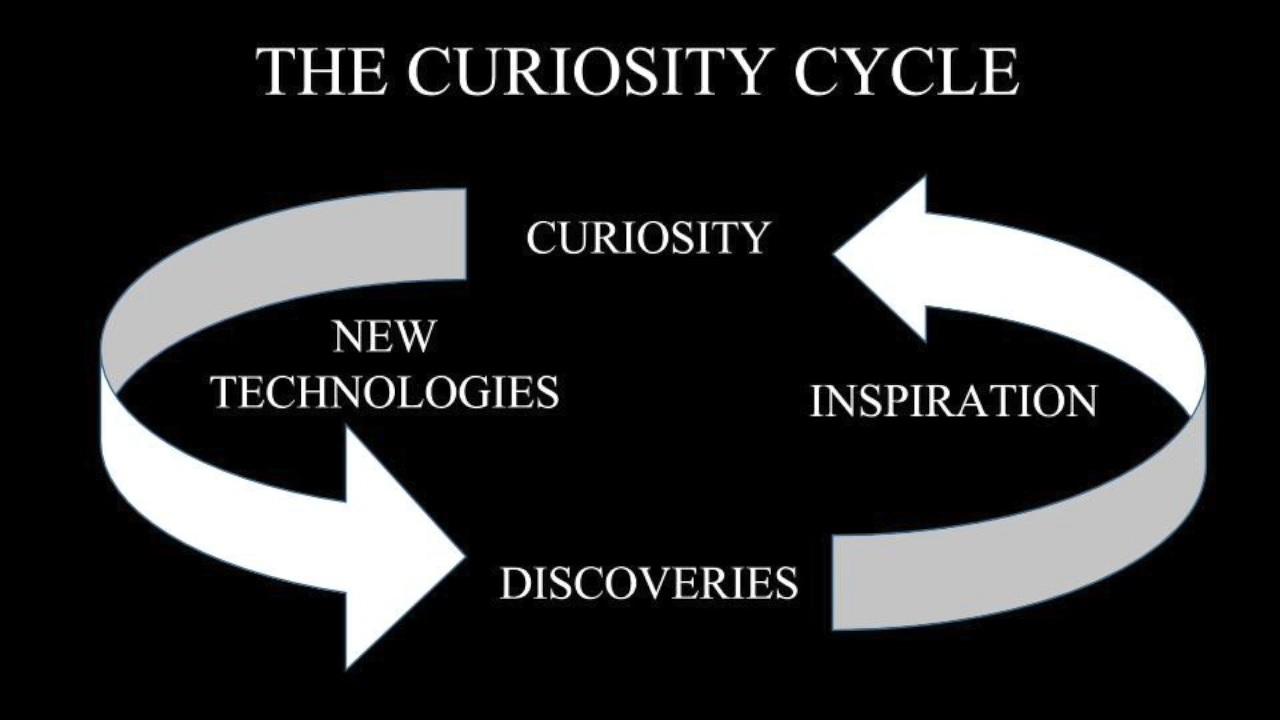 THE CURIOSITY CYCLE
CURIOSITY
NEW
TECHNOLOGIES
INSPIRATION
DISCOVERIES